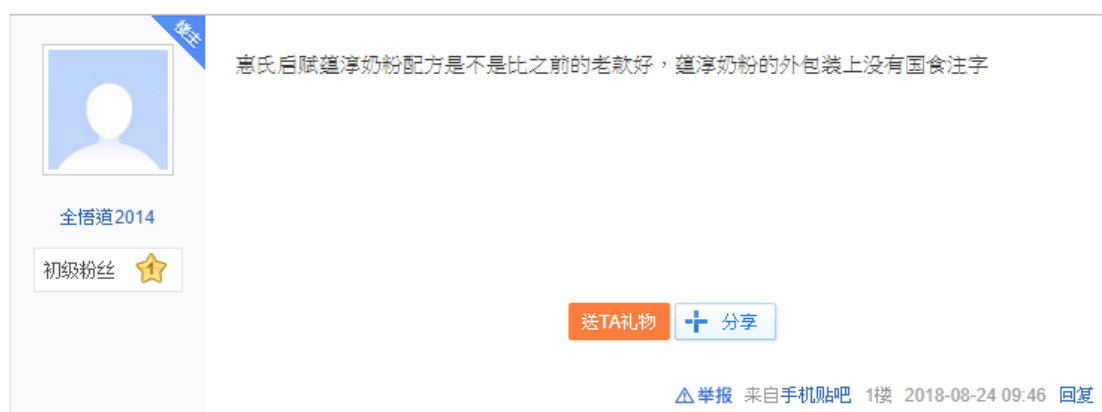 楼主
惠氏启赋蕴淳奶粉配方是不是比之前的老款好，蕴淳奶粉的外包装上没有国食注字
全悟道2014
初级粉丝 1
送TA礼物 分享
举报 来自手机贴吧 1楼 2018-08-24 09:46 回复